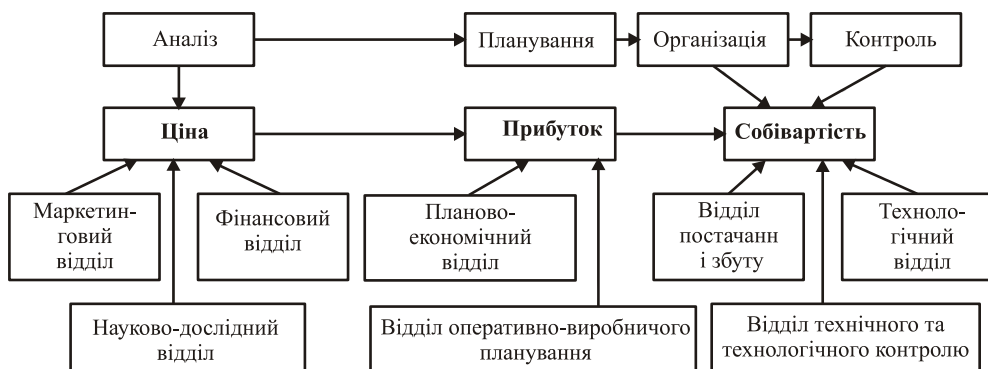 Аналіз
Планування
Організація
Контроль
Ціна
Прибуток
Собівартість
Маркетин-
говий
відділ
Фінансовий
відділ
Планово-
економічний
відділ
Відділ
постачанн
і збуту
Техноло-
гічний
відділ
Науково-дослідний
відділ
Відділ оперативно-виробничого
планування
Відділ технічного та
технологічного контролю